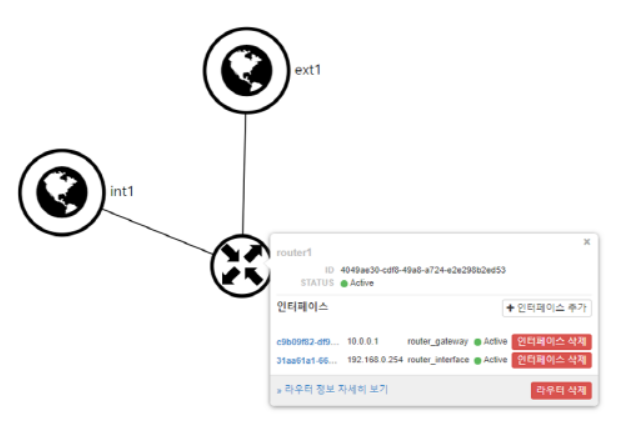 ext1
int1
router1
×
ID 4049ae30-cdf8-49a8-a724-e2e298b2ed53
STATUS Active
인터페이스
+ 인터페이스 추가
c9b09f82-df9... 10.0.0.1 router_gateway Active 인터페이스 삭제
31aa61a1-66... 192.168.0.254 router_interface Active 인터페이스 삭제
» 라우터 정보 자세히 보기
라우터 삭제